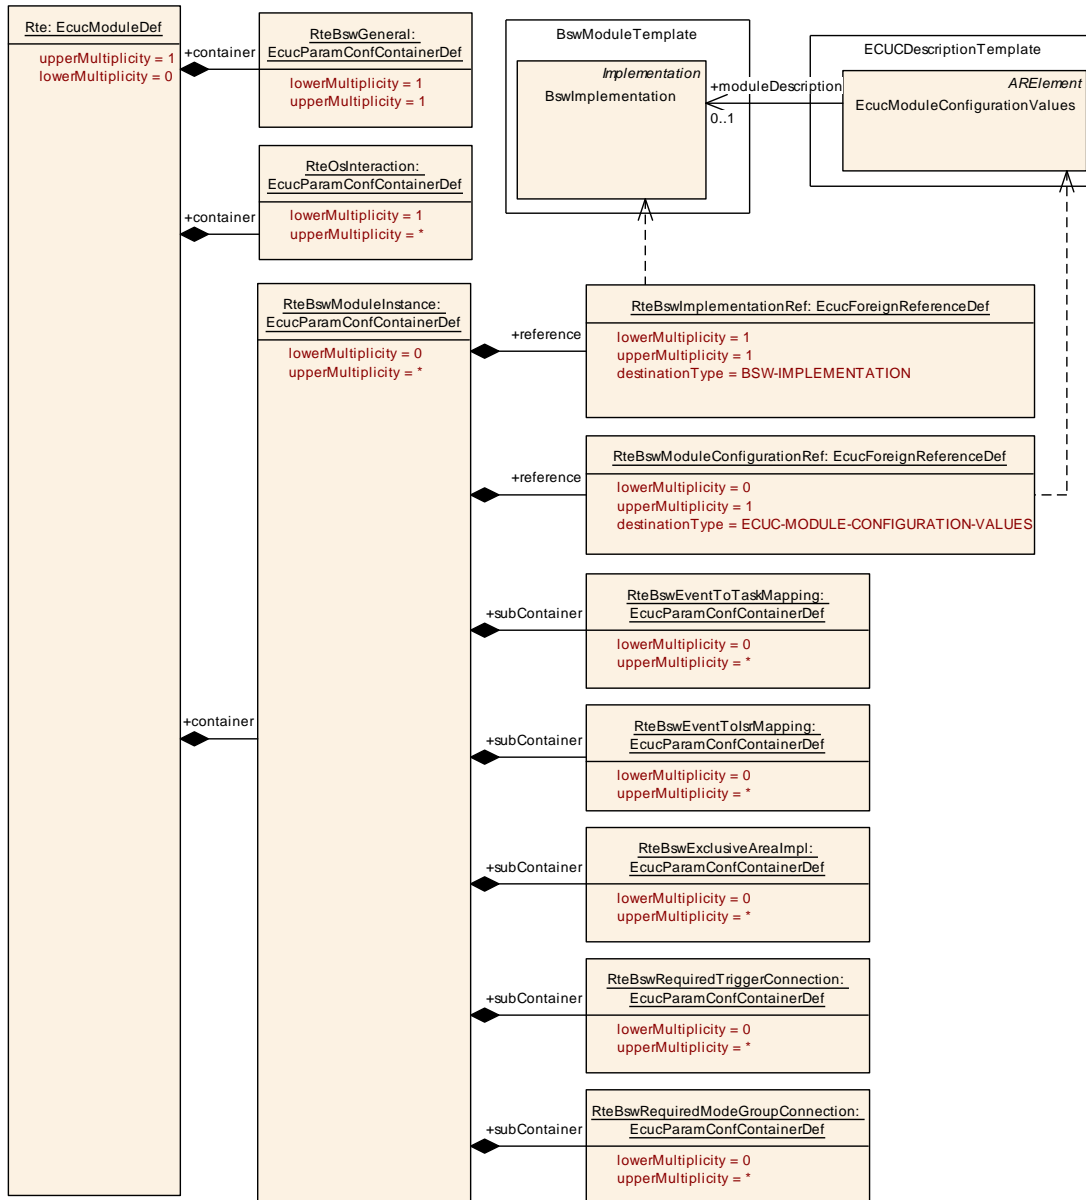 Rte: EcucModuleDef
upperMultiplicity = 1
lowerMultiplicity = 0
+container
RteBswGeneral:
EcucParamConfContainerDef
lowerMultiplicity = 1
upperMultiplicity = 1
BswModuleTemplate
Implementation
BswImplementation
+moduleDescription
0..1
ECUCDescriptionTemplate
ARElement
EcucModuleConfigurationValues
+container
RteOsInteraction:
EcucParamConfContainerDef
lowerMultiplicity = 1
upperMultiplicity = *
+container
RteBswModuleInstance:
EcucParamConfContainerDef
lowerMultiplicity = 0
upperMultiplicity = *
+reference
RteBswImplementationRef: EcucForeignReferenceDef
lowerMultiplicity = 1
upperMultiplicity = 1
destinationType = BSW-IMPLEMENTATION
+reference
RteBswModuleConfigurationRef: EcucForeignReferenceDef
lowerMultiplicity = 0
upperMultiplicity = 1
destinationType = ECUC-MODULE-CONFIGURATION-VALUES
+subContainer
RteBswEventToTaskMapping:
EcucParamConfContainerDef
lowerMultiplicity = 0
upperMultiplicity = *
+subContainer
RteBswEventToIsrMapping:
EcucParamConfContainerDef
lowerMultiplicity = 0
upperMultiplicity = *
+subContainer
RteBswExclusiveAreaImpl:
EcucParamConfContainerDef
lowerMultiplicity = 0
upperMultiplicity = *
+subContainer
RteBswRequiredTriggerConnection:
EcucParamConfContainerDef
lowerMultiplicity = 0
upperMultiplicity = *
+subContainer
RteBswRequiredModeGroupConnection:
EcucParamConfContainerDef
lowerMultiplicity = 0
upperMultiplicity = *